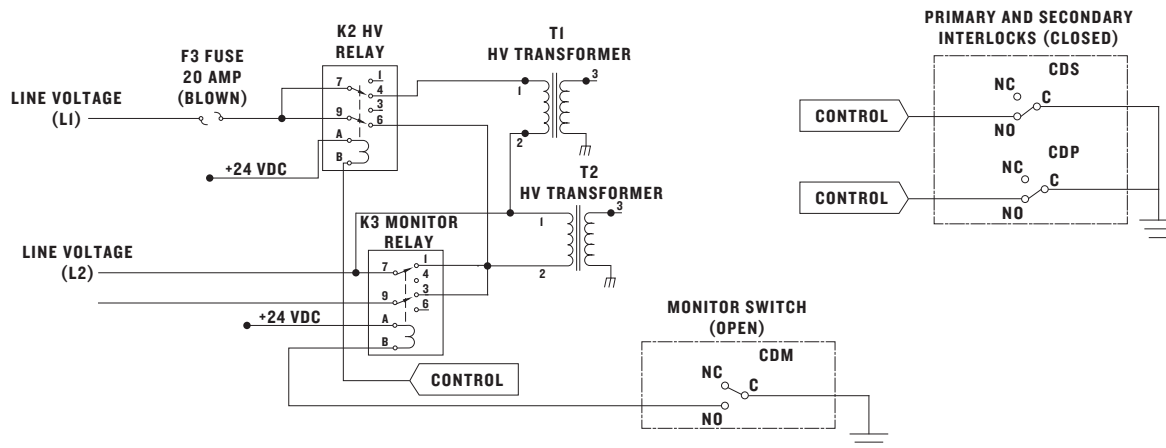 K2 HV
RELAY
T1
HV TRANSFORMER
PRIMARY AND SECONDARY
INTERLOCKS (CLOSED)
F3 FUSE
20 AMP
(BLOWN)
LINE VOLTAGE
(L1)
7
1
4
3
9
6
A
B
+24 VDC
1
2
3
CONTROL
NC
CDS
C
NO
CONTROL
NC
CDP
C
NO
T2
HV TRANSFORMER
1
2
3
K3 MONITOR
RELAY
LINE VOLTAGE
(L2)
7
1
4
3
9
6
A
B
+24 VDC
CONTROL
MONITOR SWITCH
(OPEN)
CDM
NC
C
NO